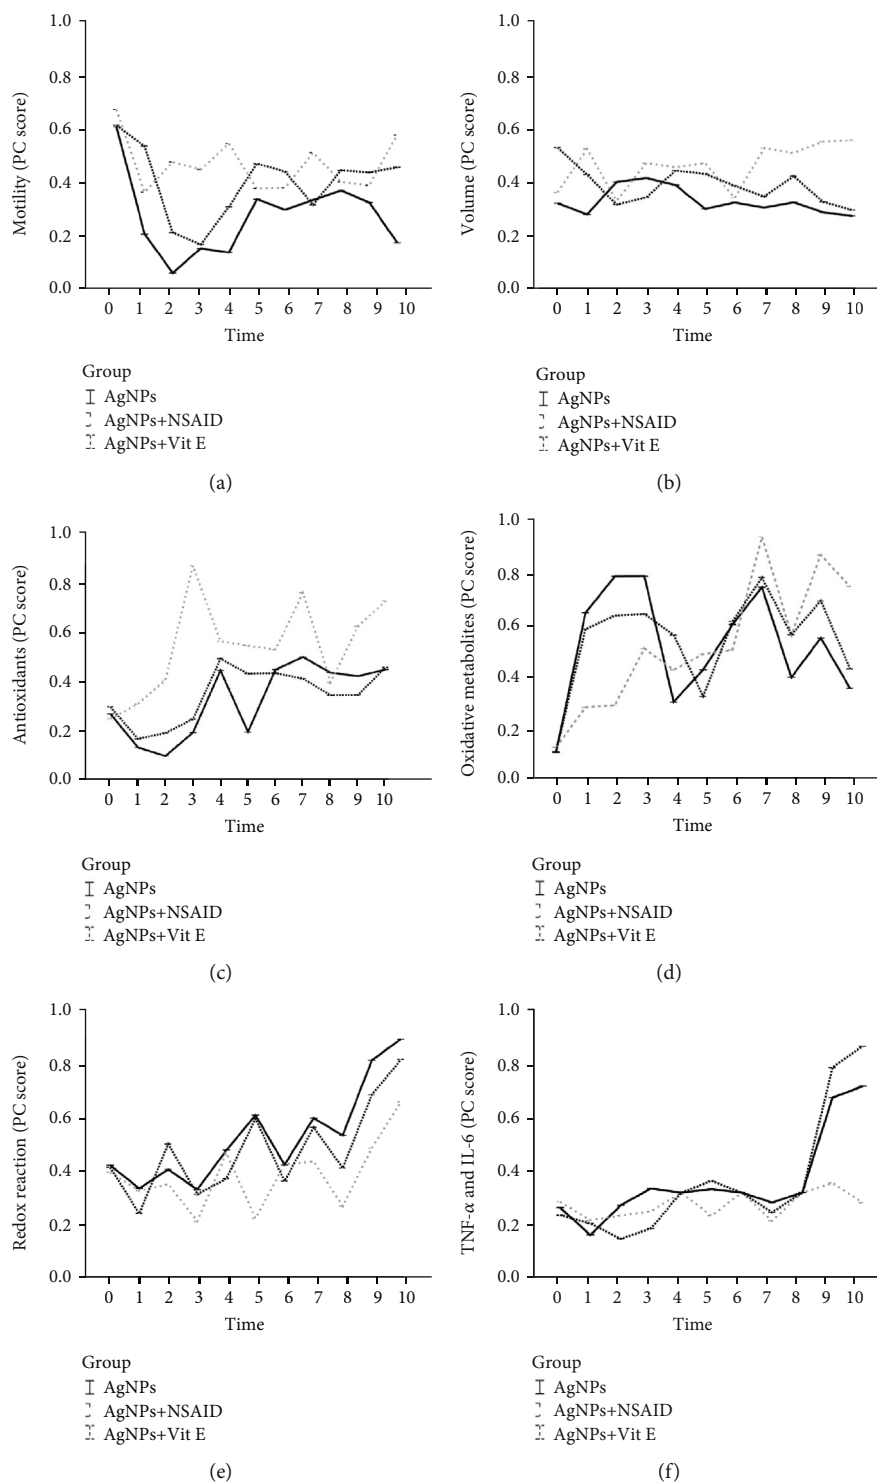 1.0
0.8
0.6
0.4
0.2
0.0
Motility (PC score)
0 1 2 3 4 5 6 7 8 9 10
Time
Group
AgNPs
AgNPs+NSAID
AgNPs+Vit E
(a)
1.0
0.8
0.6
0.4
0.2
0.0
Volume (PC score)
0 1 2 3 4 5 6 7 8 9 10
Time
Group
AgNPs
AgNPs+NSAID
AgNPs+Vit E
(b)
1.0
0.8
0.6
0.4
0.2
0.0
Antioxidants (PC score)
0 1 2 3 4 5 6 7 8 9 10
Time
Group
AgNPs
AgNPs+NSAID
AgNPs+Vit E
(c)
1.0
0.8
0.6
0.4
0.2
0.0
Oxidative metabolites (PC score)
0 1 2 3 4 5 6 7 8 9 10
Time
Group
AgNPs
AgNPs+NSAID
AgNPs+Vit E
(d)
1.0
0.8
0.6
0.4
0.2
0.0
Redox reaction (PC score)
0 1 2 3 4 5 6 7 8 9 10
Time
Group
AgNPs
AgNPs+NSAID
AgNPs+Vit E
(e)
1.0
0.8
0.6
0.4
0.2
0.0
TNF-α and IL-6 (PC score)
0 1 2 3 4 5 6 7 8 9 10
Time
Group
AgNPs
AgNPs+NSAID
AgNPs+Vit E
(f)